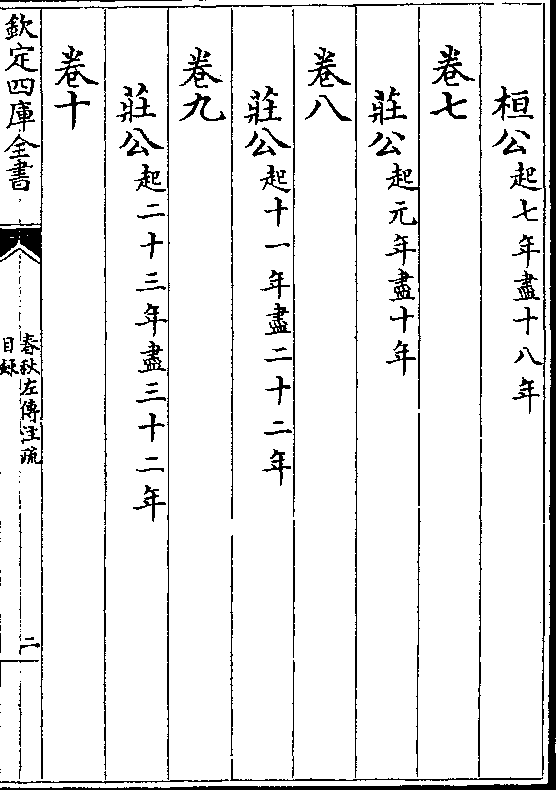 桓公起七年盡十八年
卷七
莊公起元年盡十年
卷八
莊公起十一年盡二十二年
卷九
莊公起二十三年盡三十二年
卷十
欽定四庫全書
春秋左傳注疏
目録
二